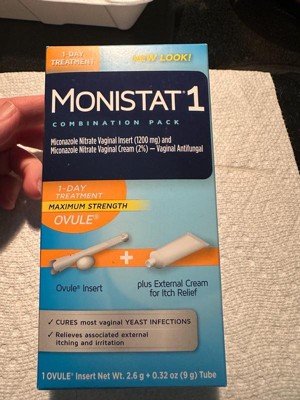 1-DAY
TREATMENT
NEW LOOK!
MONISTAT® 1
COMBINATION PACK
Miconazole Nitrate Vaginal Insert (1200 mg) and
Miconazole Nitrate Vaginal Cream (2%) — Vaginal Antifungal
1-DAY
TREATMENT
MAXIMUM STRENGTH
OVULE®
+
Ovule® Insert
plus External Cream
for Itch Relief
✓ CURES most vaginal YEAST INFECTIONS
✓ Relieves associated external
itching and irritation
1 OVULE® Insert Net Wt. 2.6 g + 0.32 oz (9 g) Tube